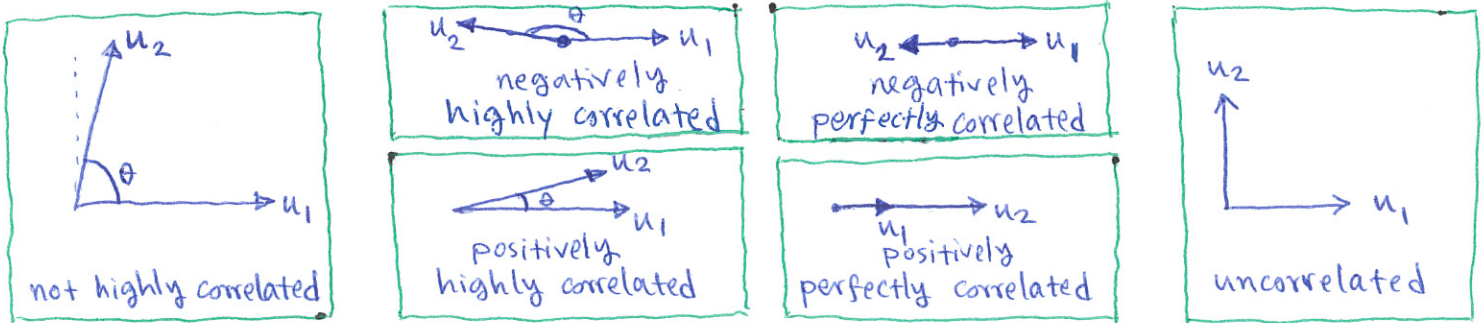 u2
θ
u1
not highly correlated
θ
u2
u1
negatively
highly correlated
u2
θ
u1
positively
highly correlated
u2
u1
negatively
perfectly correlated
u2
u1
positively
perfectly correlated
u2
u1
uncorrelated